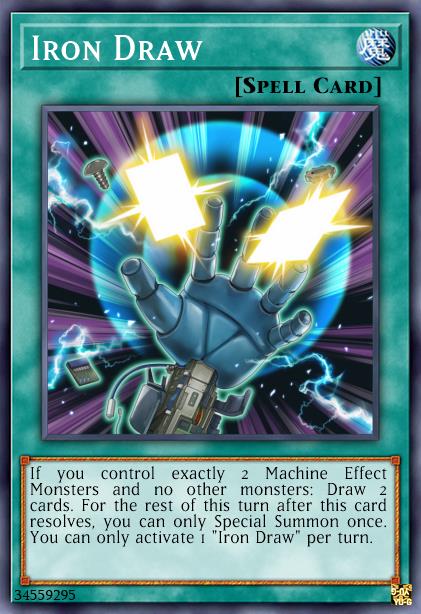 Iron Draw
魔
[Spell Card]
If you control exactly 2 Machine Effect
Monsters and no other monsters: Draw 2
cards. For the rest of this turn after this card
resolves, you can only Special Summon once.
You can only activate 1 "Iron Draw" per turn.
34559295